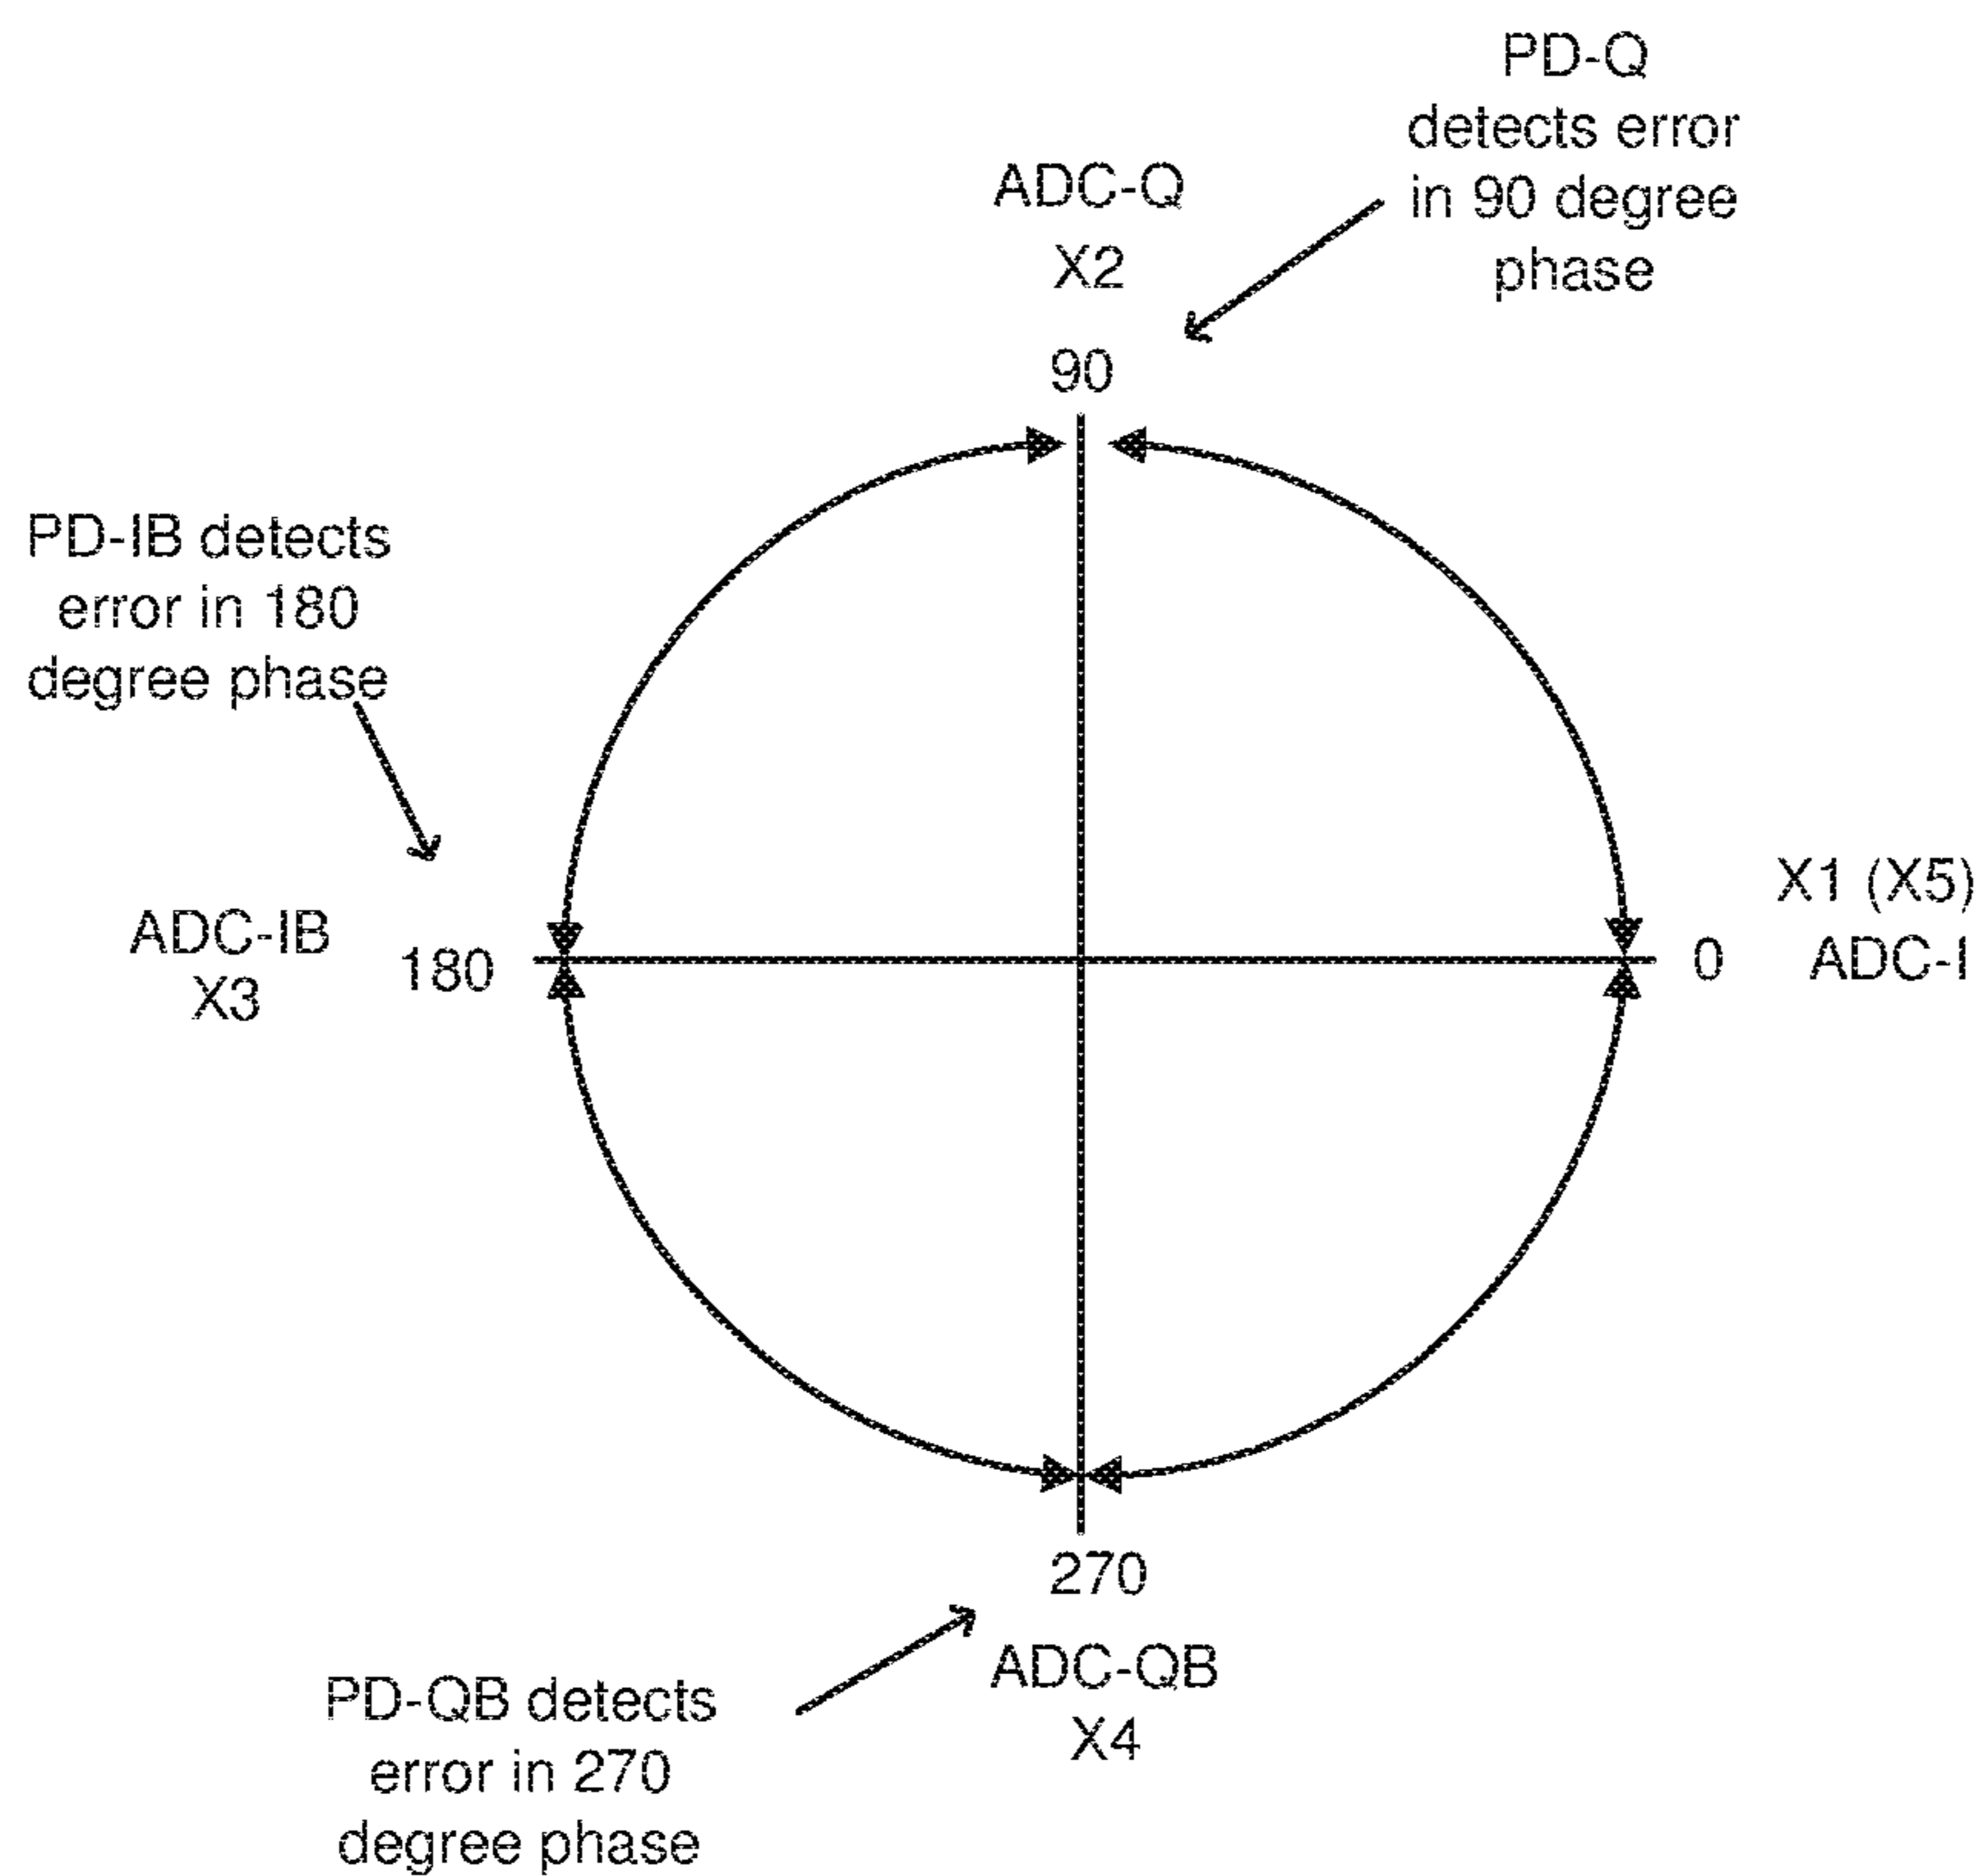 PD-Q
detects error
in 90 degree
phase
ADC-Q
X2
90
PD-IB detects
error in 180
degree phase
ADC-IB
X3
180
0
X1 (X5)
ADC-I
270
ADC-QB
X4
PD-QB detects
error in 270
degree phase